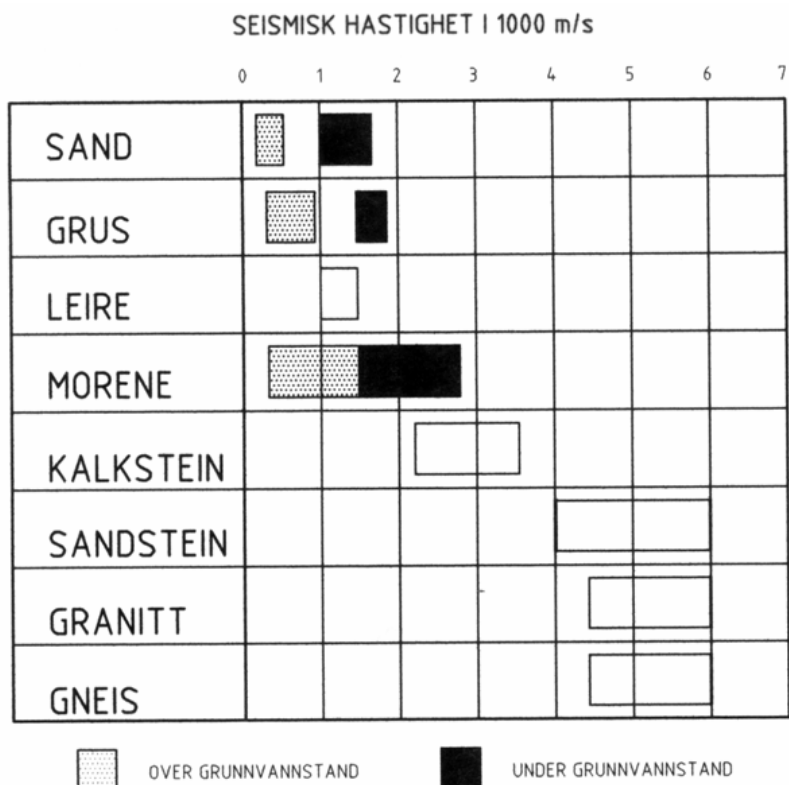 SEISMISK HASTIGHET I 1000 m/s
0 1 2 3 4 5 6 7
SAND
GRUS
LEIRE
MORENE
KALKSTEIN
SANDSTEIN
GRANITT
GNEIS
OVER GRUNNVANNSTAND UNDER GRUNNVANNSTAND